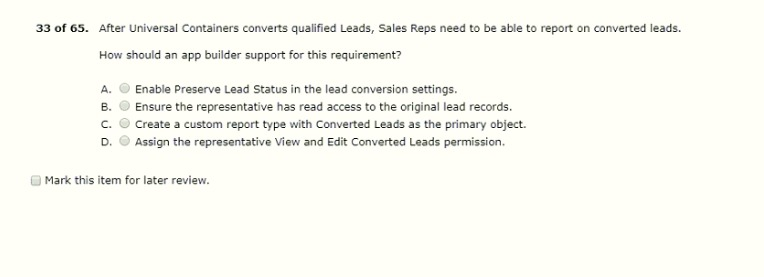 33 of 65. After Universal Containers converts qualified Leads, Sales Reps need to be able to report on converted leads.
How should an app builder support for this requirement?
A. Enable Preserve Lead Status in the lead conversion settings.
B. Ensure the representative has read access to the original lead records.
C. Create a custom report type with Converted Leads as the primary object.
D. Assign the representative View and Edit Converted Leads permission.
Mark this item for later review.